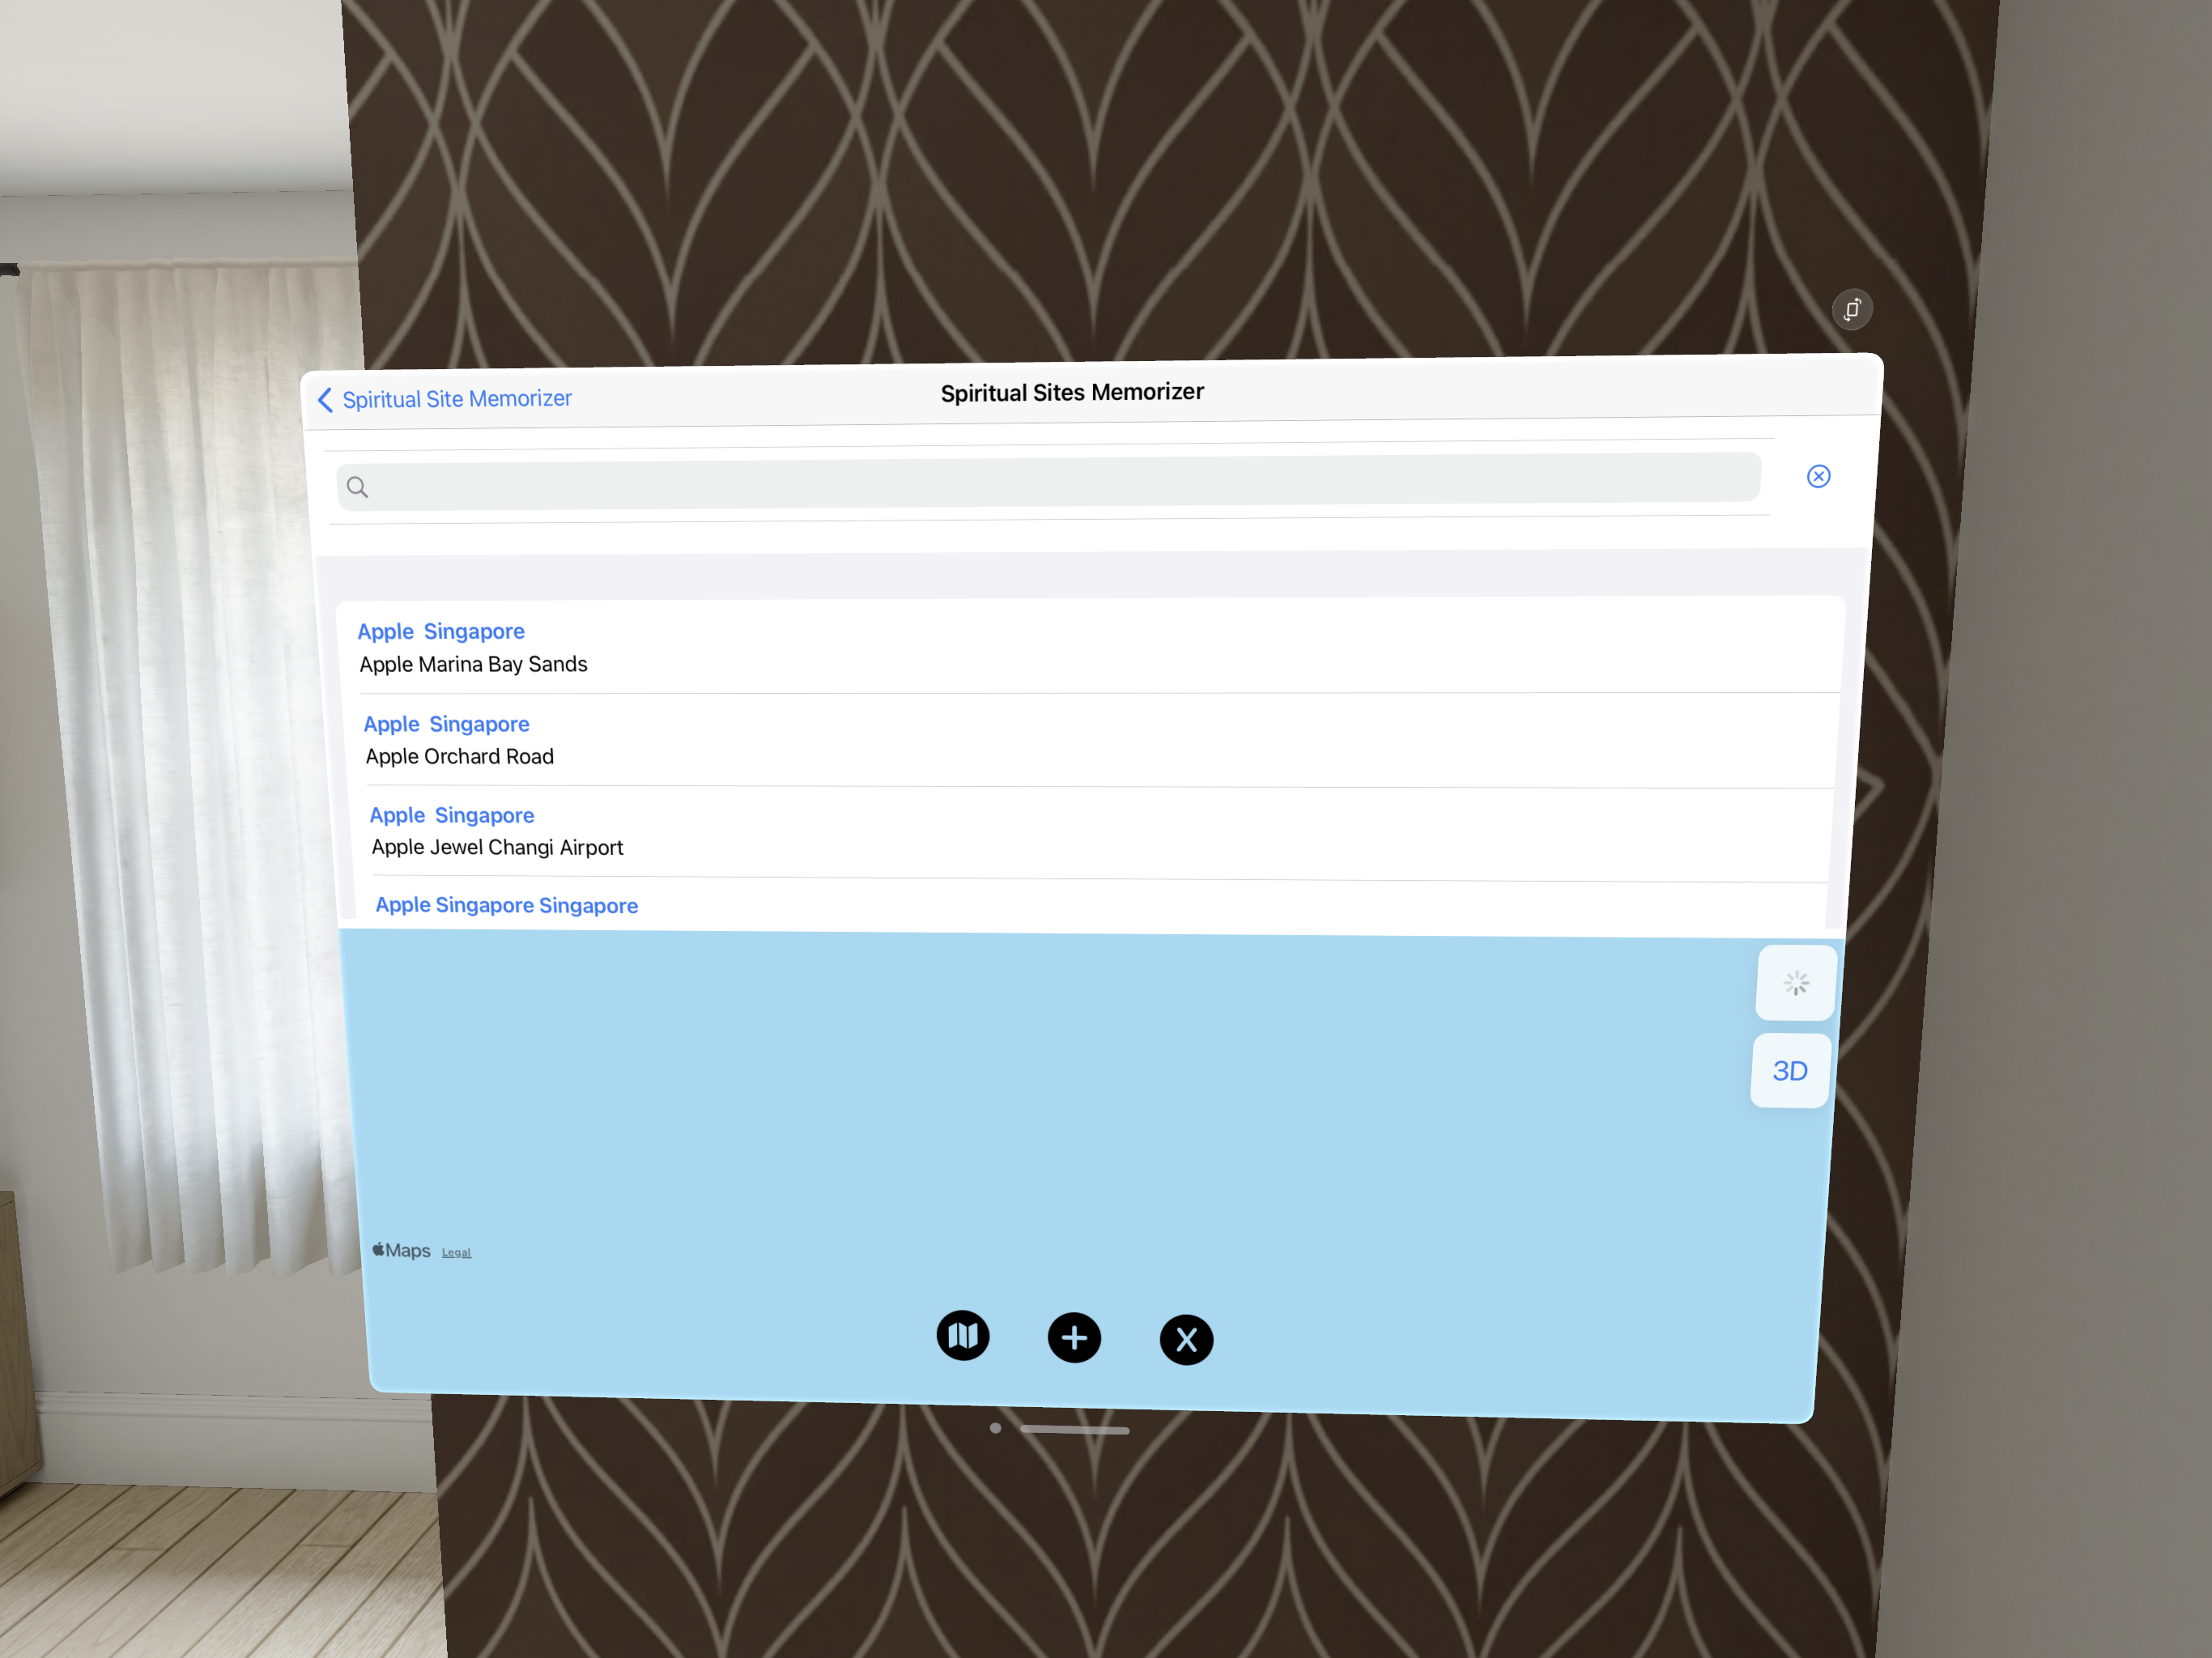 Spiritual Site Memorizer
Spiritual Sites Memorizer
Apple Singapore
Apple Marina Bay Sands
Apple Singapore
Apple Orchard Road
Apple Singapore
Apple Jewel Changi Airport
Apple Singapore Singapore
3D
Maps Legal
X